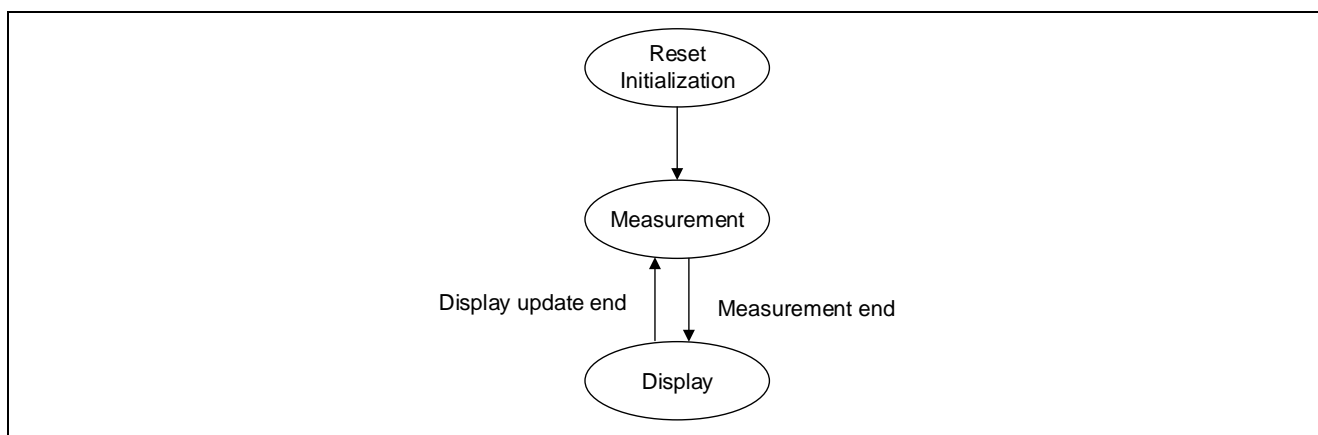 Reset
Initialization
Measurement
Display update end
Measurement end
Display